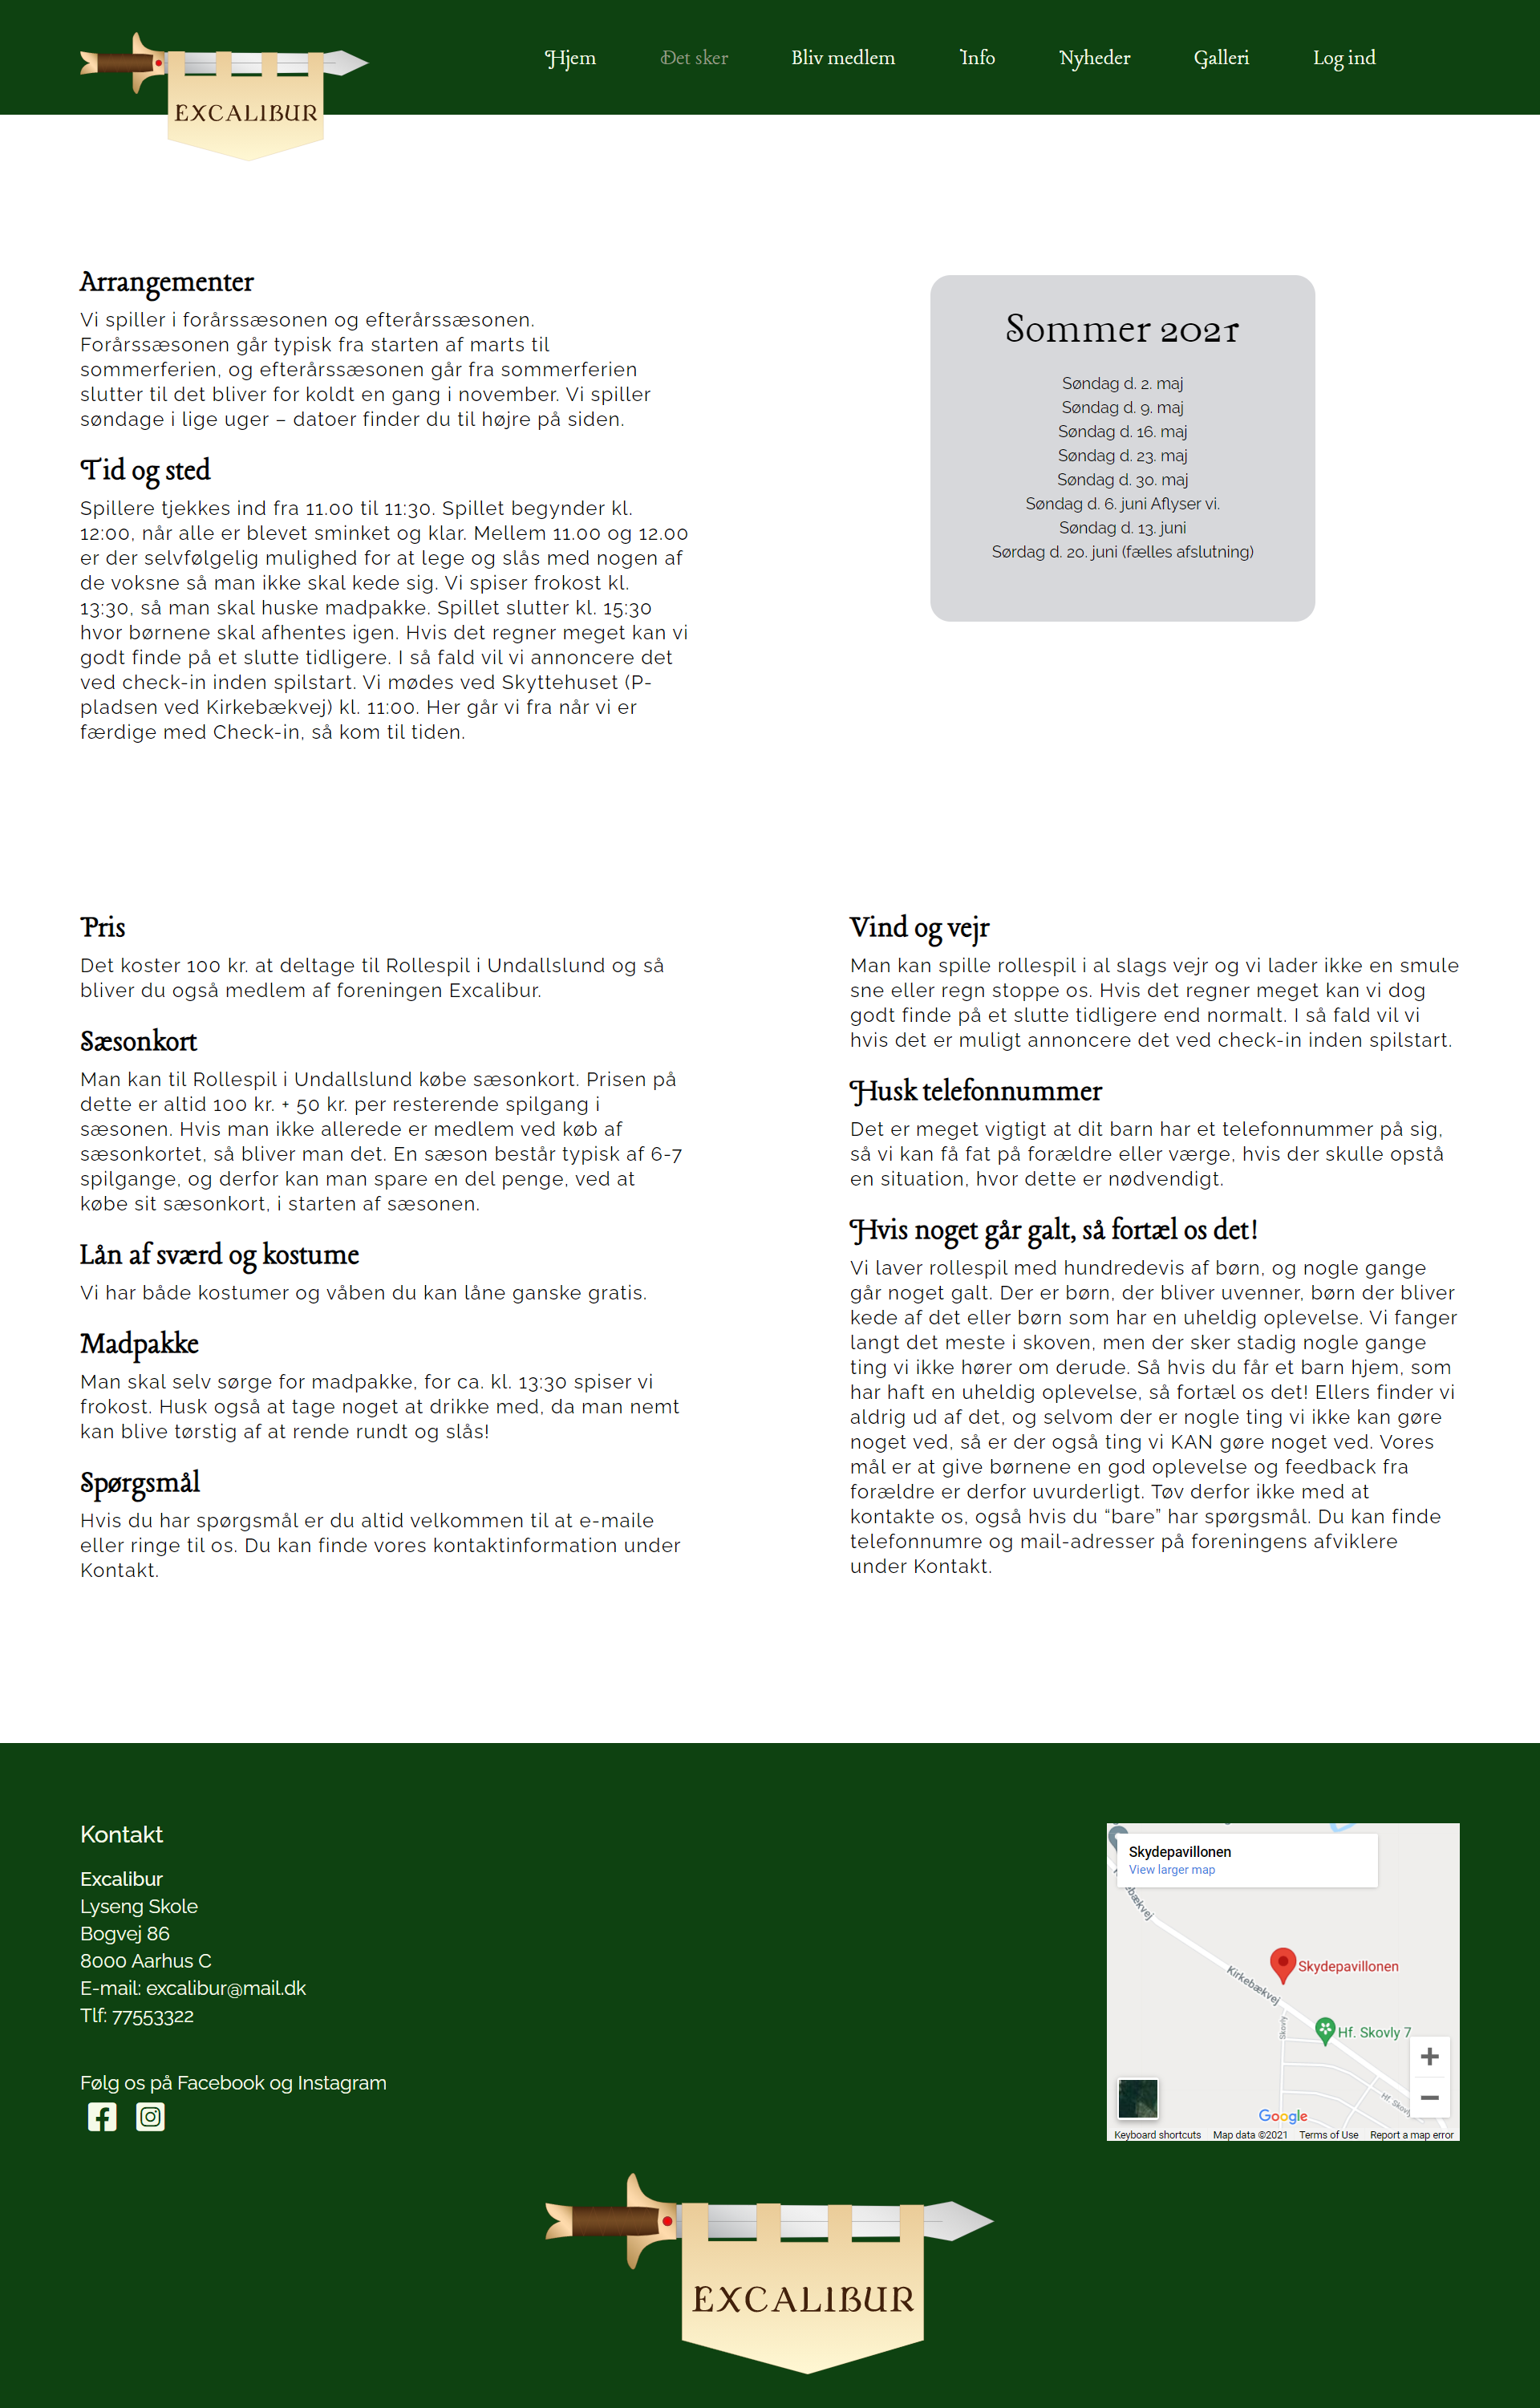 EXCALIBUR
Hjem
Det sker
Bliv medlem
Info
Nyheder
Galleri
Log ind
Arrangementer
Vi spiller i forårssæsonen og efterårssæsonen.
Forårssæsonen går typisk fra starten af marts til
sommerferien, og efterårssæsonen går fra sommerferien
slutter til det bliver for koldt en gang i november. Vi spiller
søndage i lige uger – datoer finder du til højre på siden.
Tid og sted
Spillere tjekkes ind fra 11.00 til 11:30. Spillet begynder kl.
12:00, når alle er blevet sminket og klar. Mellem 11.00 og 12.00
er der selvfølgelig mulighed for at lege og slås med nogen af
de voksne så man ikke skal kede sig. Vi spiser frokost kl.
13:30, så man skal huske madpakke. Spillet slutter kl. 15:30
hvor børnene skal afhentes igen. Hvis det regner meget kan vi
godt finde på et slutte tidligere. I så fald vil vi annoncere det
ved check-in inden spilstart. Vi mødes ved Skyttehuset (P-
pladsen ved Kirkebækvej) kl. 11:00. Her går vi fra når vi er
færdige med Check-in, så kom til tiden.
Sommer 2021
Søndag d. 2. maj
Søndag d. 9. maj
Søndag d. 16. maj
Søndag d. 23. maj
Søndag d. 30. maj
Søndag d. 6. juni Aflyser vi.
Søndag d. 13. juni
Sørdag d. 20. juni (fælles afslutning)
Pris
Det koster 100 kr. at deltage til Rollespil i Undallslund og så
bliver du også medlem af foreningen Excalibur.
Sæsonkort
Man kan til Rollespil i Undallslund købe sæsonkort. Prisen på
dette er altid 100 kr. + 50 kr. per resterende spilgang i
sæsonen. Hvis man ikke allerede er medlem ved køb af
sæsonkortet, så bliver man det. En sæson består typisk af 6-7
spilgange, og derfor kan man spare en del penge, ved at
købe sit sæsonkort, i starten af sæsonen.
Lån af sværd og kostume
Vi har både kostumer og våben du kan låne ganske gratis.
Madpakke
Man skal selv sørge for madpakke, for ca. kl. 13:30 spiser vi
frokost. Husk også at tage noget at drikke med, da man nemt
kan blive tørstig af at rende rundt og slås!
Spørgsmål
Hvis du har spørgsmål er du altid velkommen til at e-maile
eller ringe til os. Du kan finde vores kontaktinformation under
Kontakt.
Vind og vejr
Man kan spille rollespil i al slags vejr og vi lader ikke en smule
sne eller regn stoppe os. Hvis det regner meget kan vi dog
godt finde på et slutte tidligere end normalt. I så fald vil vi
hvis det er muligt annoncere det ved check-in inden spilstart.
Husk telefonnummer
Det er meget vigtigt at dit barn har et telefonnummer på sig,
så vi kan få fat på forældre eller værge, hvis der skulle opstå
en situation, hvor dette er nødvendigt.
Hvis noget går galt, så fortæl os det!
Vi laver rollespil med hundredevis af børn, og nogle gange
går noget galt. Der er børn, der bliver uvenner, børn der bliver
kede af det eller børn som har en uheldig oplevelse. Vi fanger
langt det meste i skoven, men der sker stadig nogle gange
ting vi ikke hører om derude. Så hvis du får et barn hjem, som
har haft en uheldig oplevelse, så fortæl os det! Ellers finder vi
aldrig ud af det, og selvom der er nogle ting vi ikke kan gøre
noget ved, så er der også ting vi KAN gøre noget ved. Vores
mål er at give børnene en god oplevelse og feedback fra
forældre er derfor uvurderligt. Tøv derfor ikke med at
kontakte os, også hvis du “bare” har spørgsmål. Du kan finde
telefonnumre og mail-adresser på foreningens afviklere
under Kontakt.
Kontakt
Excalibur
Lyseng Skole
Bogvej 86
8000 Aarhus C
E-mail: excalibur@mail.dk
Tlf: 77553322
Følg os på Facebook og Instagram
Skydepavillonen
View larger map
Skydepavillonen
Kirkebækvej
Skovly
Hf. Skovly 7
Google
Keyboard shortcuts
Map data ©2021
Terms of Use
Report a map error
EXCALIBUR